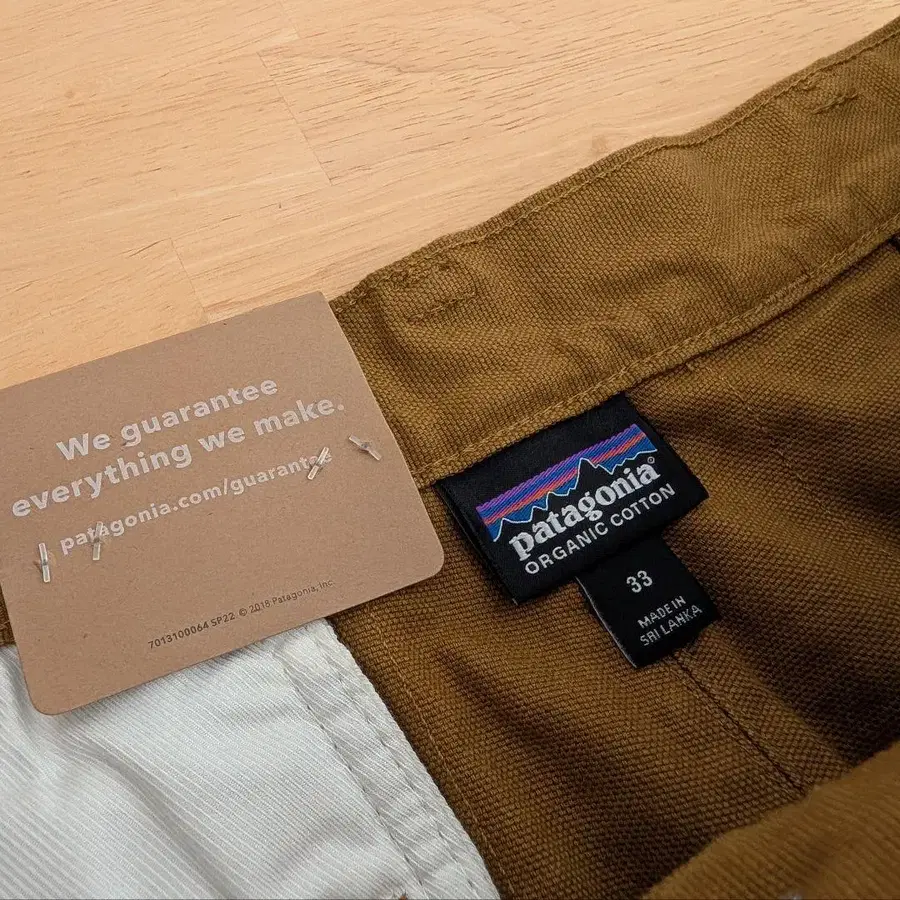 We guarantee
everything we make.
patagonia.com/guarantee
7013100064 SP22 © 2018 Patagonia, Inc.
patagonia®
ORGANIC COTTON
33
MADE IN
SRI LANKA